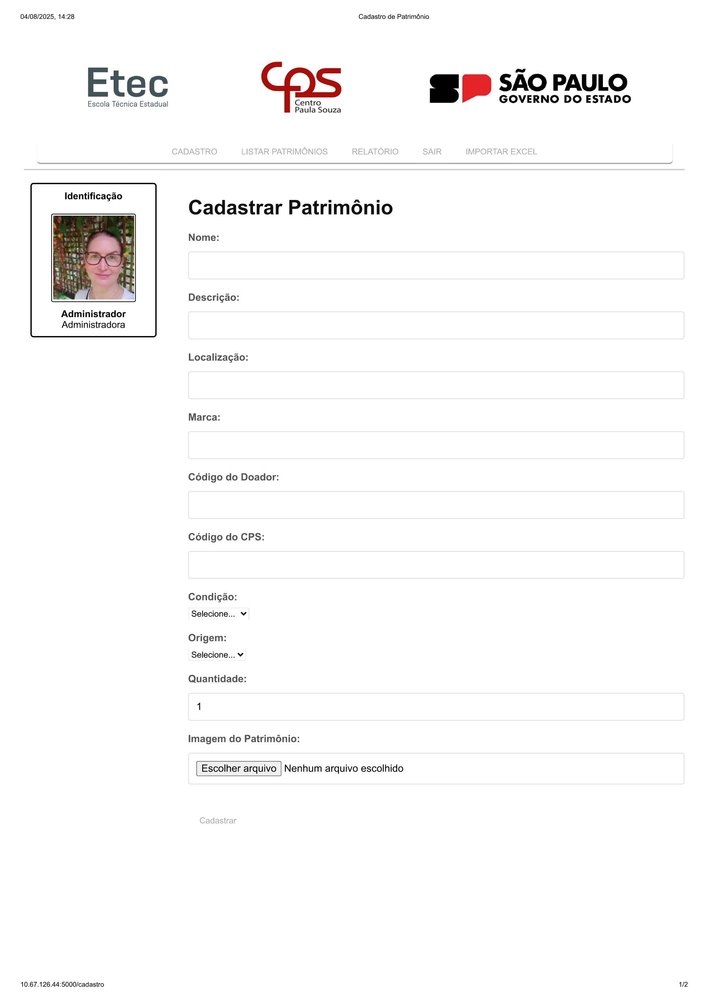 04/08/2025, 14:28 Cadastro de Patrimônio
Etec
Escola Técnica Estadual
cps
Centro
Paula Souza
SP
SÃO PAULO
GOVERNO DO ESTADO
CADASTRO LISTAR PATRIMÔNIOS RELATÓRIO SAIR IMPORTAR EXCEL
Identificação
Administrador
Administradora
Cadastrar Patrimônio
Nome:
Descrição:
Localização:
Marca:
Código do Doador:
Código do CPS:
Condição:
Selecione...
Origem:
Selecione...
Quantidade:
1
Imagem do Patrimônio:
Escolher arquivo Nenhum arquivo escolhido
Cadastrar
10.67.126.44:5000/cadastro 1/2